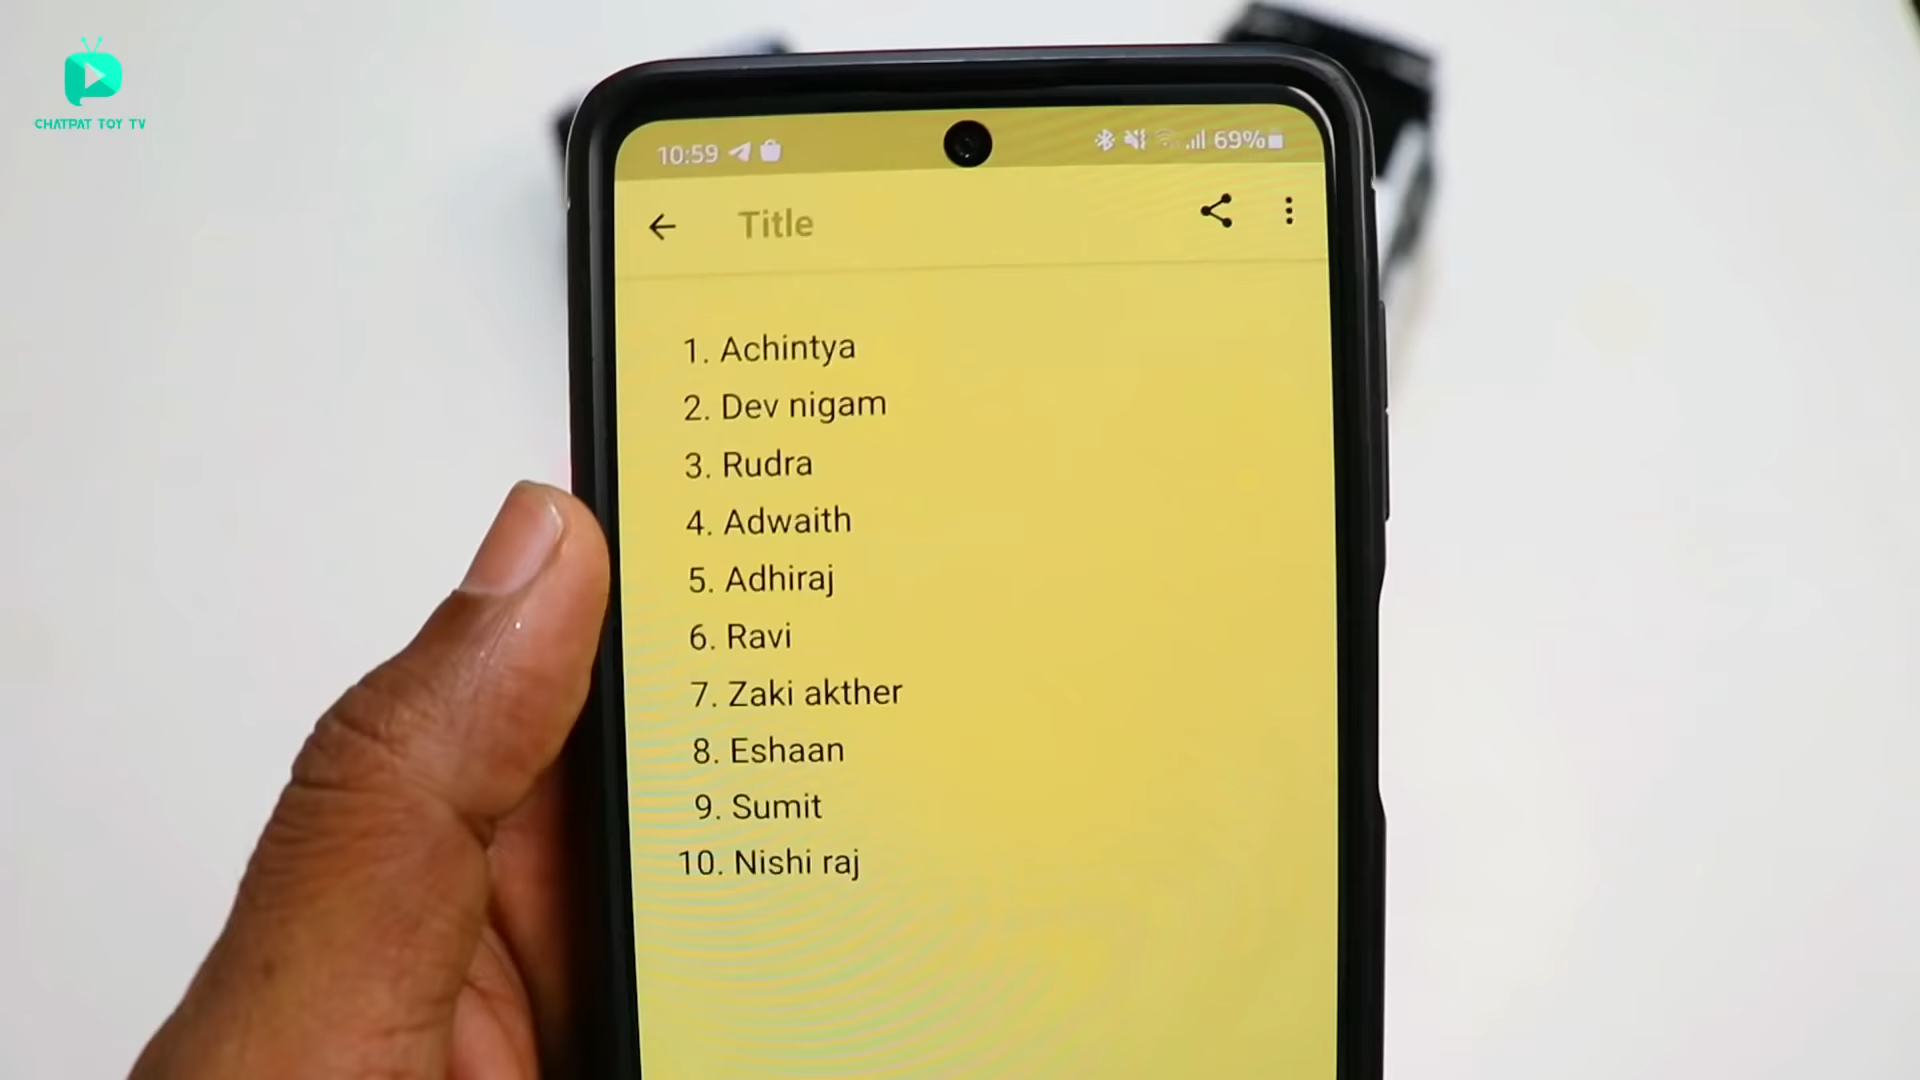 CHATPAT TOY TV
10:59 69%
Title
1. Achintya
2. Dev nigam
3. Rudra
4. Adwaith
5. Adhiraj
6. Ravi
7. Zaki akther
8. Eshaan
9. Sumit
10. Nishi raj